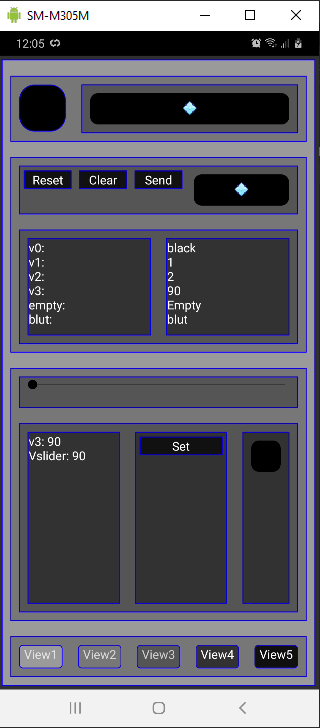 SM-M305M
12:05
Reset Clear Send
v0: black
v1: 1
v2: 2
v3: 90
empty: Empty
blut: blut
v3: 90
Vslider: 90
Set
View1 View2 View3 View4 View5